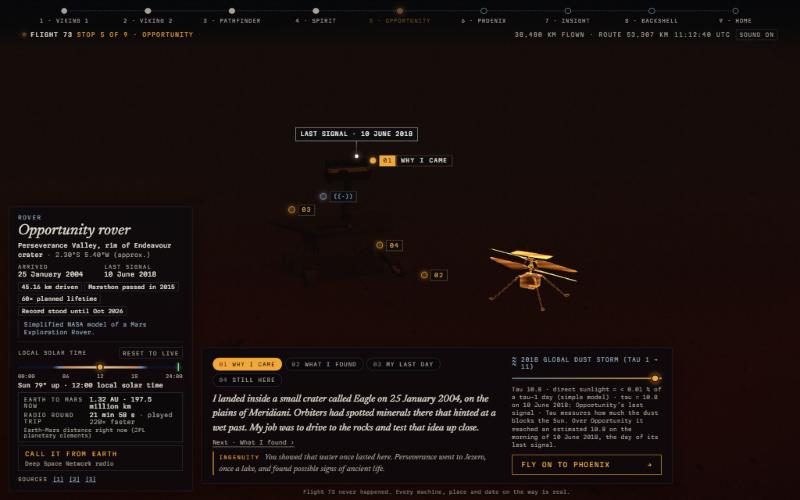 1 · VIKING 1
2 · VIKING 2
3 · PATHFINDER
4 · SPIRIT
5 · OPPORTUNITY
6 · PHOENIX
7 · INSIGHT
8 · BACKSHELL
9 · HOME
FLIGHT 73 STOP 5 OF 9 · OPPORTUNITY
38,490 KM FLOWN · ROUTE 53,307 KM 11:12:40 UTC SOUND ON
LAST SIGNAL · 10 JUNE 2018
01 WHY I CAME
((·))
03
04
02
ROVER
Opportunity rover
Perseverance Valley, rim of Endeavour
crater · 2.30°S 5.40°W (approx.)
ARRIVED
25 January 2004
LAST SIGNAL
10 June 2018
45.16 km driven
Marathon passed in 2015
60× planned lifetime
Record stood until Oct 2026
Simplified NASA model of a Mars
Exploration Rover.
LOCAL SOLAR TIME
RESET TO LIVE
00:00 06 12 18 24:00
Sun 79° up · 12:00 local solar time
EARTH TO MARS NOW
1.32 AU · 197.5 million km
RADIO ROUND TRIP
21 min 58 s · played 220× faster
Earth-Mars distance right now (JPL
planetary elements)
CALL IT FROM EARTH
Deep Space Network radio
SOURCES [1] [2] [3]
01 WHY I CAME
02 WHAT I FOUND
03 MY LAST DAY
04 STILL HERE
I landed inside a small crater called Eagle on 25 January 2004, on the
plains of Meridiani. Orbiters had spotted minerals there that hinted at a
wet past. My job was to drive to the rocks and test that idea up close.
Next · What I found ›
INGENUITY You showed that water once lasted here. Perseverance went to Jezero,
once a lake, and found possible signs of ancient life.
2018 GLOBAL DUST STORM (TAU 1 →
11)
Tau 10.8 · direct sunlight = < 0.01 % of
a tau-1 day (simple model) · tau = 10.8
on 10 June 2018: Opportunity's last
signal · Tau measures how much the dust
blocks the Sun. Over Opportunity it
reached an estimated 10.8 on the
morning of 10 June 2018, the day of its
last signal.
FLY ON TO PHOENIX →
Flight 73 never happened. Every machine, place and date on the way is real.